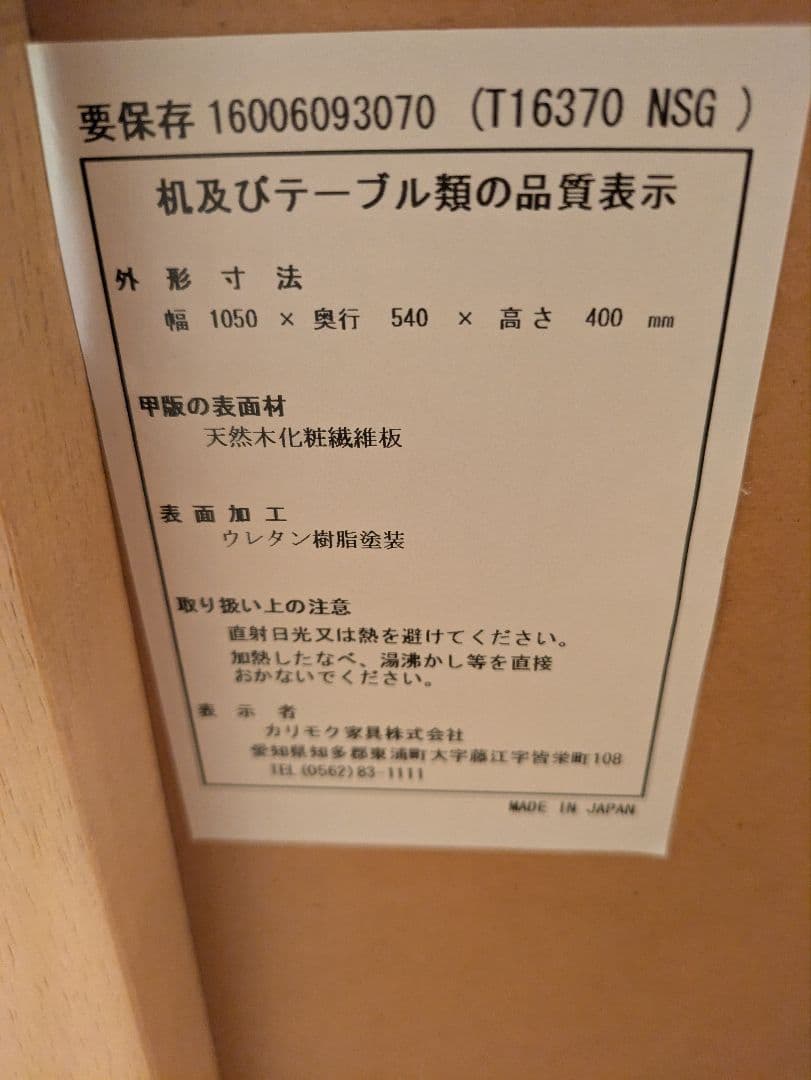 要保存 16006093070 (T16370 NSG )
机及びテーブル類の品質表示
外形寸法
幅 1050 × 奥行 540 × 高さ 400 mm
甲版の表面材
天然木化粧繊維板
表面加工
ウレタン樹脂塗装
取り扱い上の注意
直射日光又は熱を避けてください。
加熱したなべ、湯沸かし等を直接
おかないでください。
表示者
カリモク家具株式会社
愛知県知多郡東浦町大字藤江字皆栄町108
TEL(0562)83-1111
MADE IN JAPAN